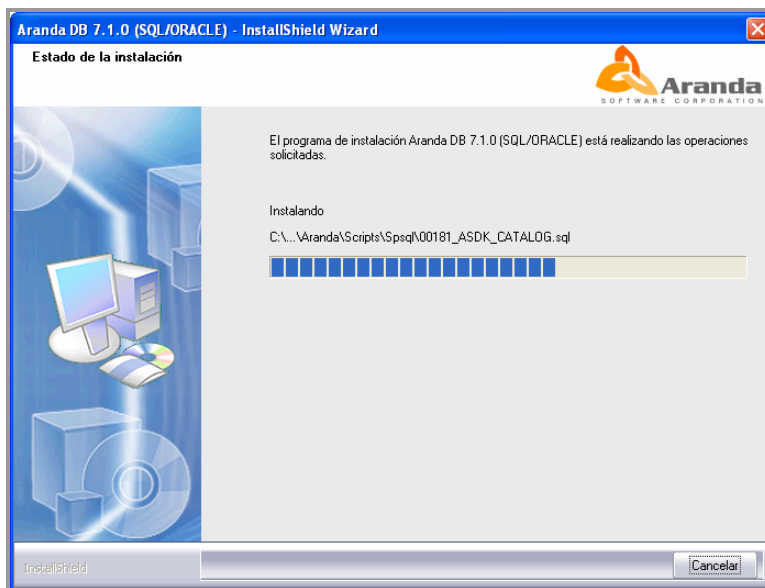 Aranda DB 7.1.0 (SQL/ORACLE) - InstallShield Wizard
Estado de la instalación
Aranda
SOFTWARE CORPORATION
El programa de instalación Aranda DB 7.1.0 (SQL/ORACLE) está realizando las operaciones
solicitadas.
Instalando
C:\...\Aranda\Scripts\Spsql\00181_ASDK_CATALOG.sql
InstallShield
Cancelar